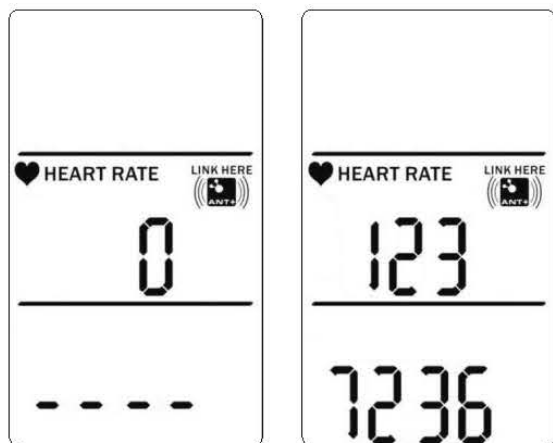 HEART RATE
LINK HERE
ANT+
0
- - - -
HEART RATE
LINK HERE
ANT+
123
7236